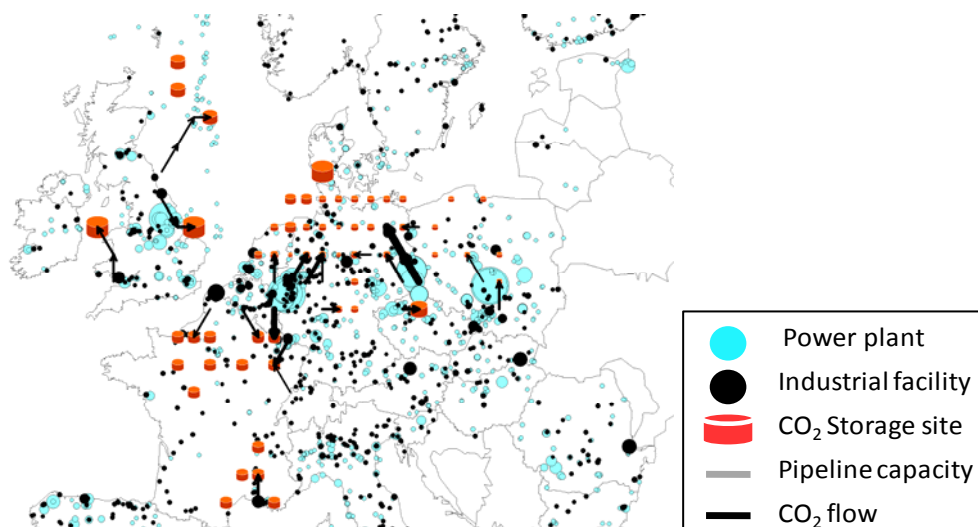 Power plant
Industrial facility
CO₂ Storage site
Pipeline capacity
CO₂ flow